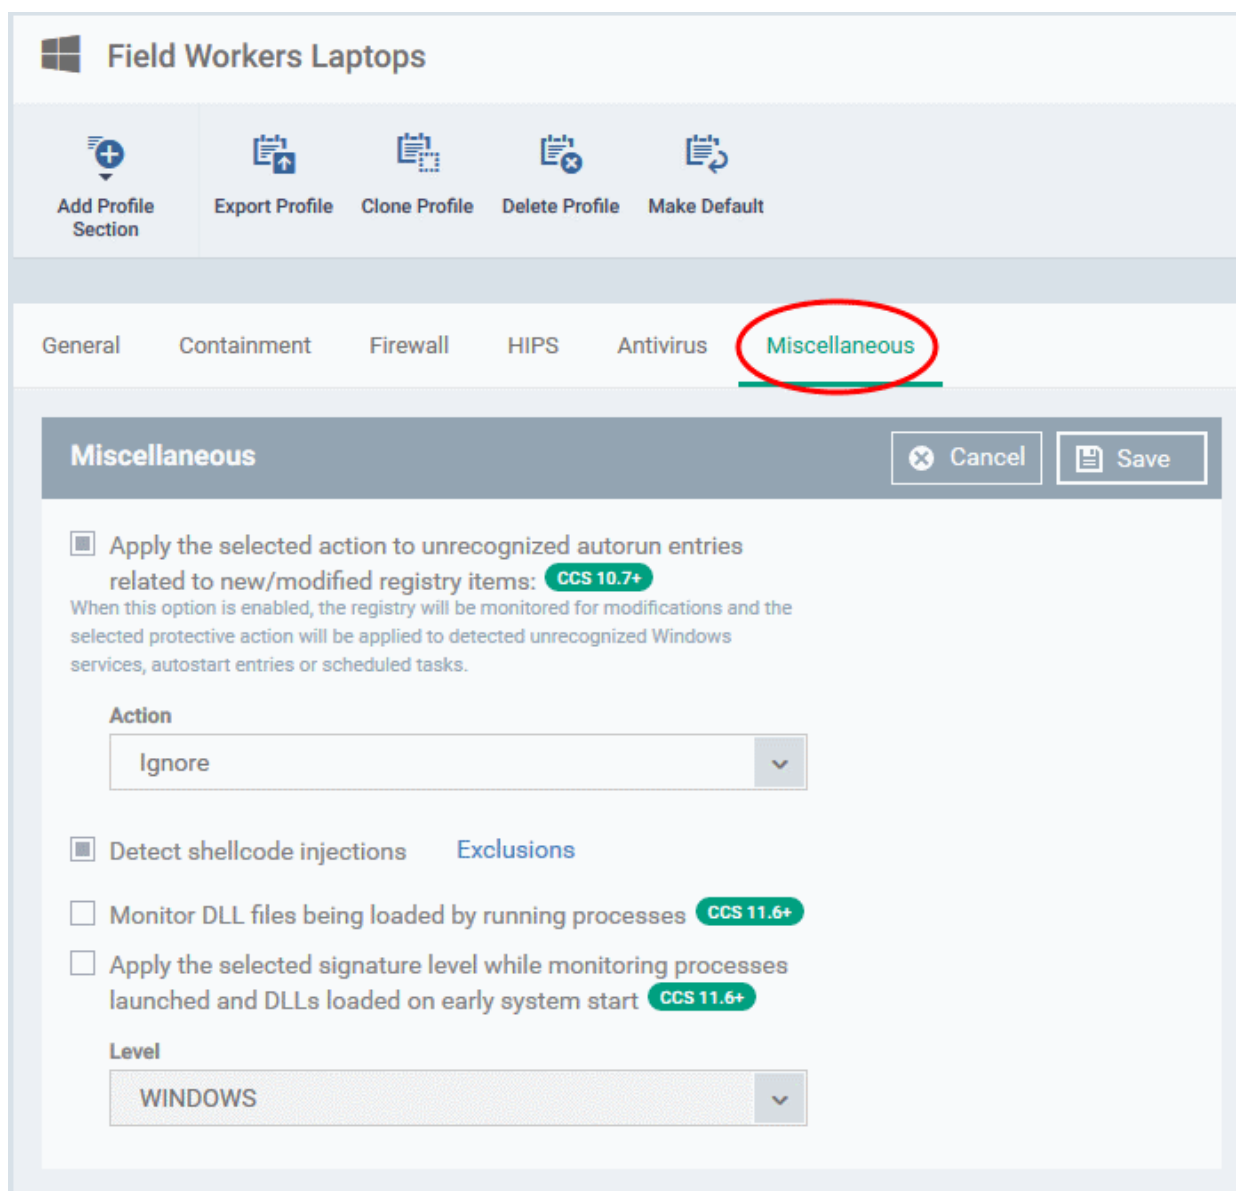 Field Workers Laptops
Add Profile
Section
Export Profile
Clone Profile
Delete Profile
Make Default
General
Containment
Firewall
HIPS
Antivirus
Miscellaneous
Miscellaneous
Cancel
Save
Apply the selected action to unrecognized autorun entries
related to new/modified registry items: CCS 10.7+
When this option is enabled, the registry will be monitored for modifications and the
selected protective action will be applied to detected unrecognized Windows
services, autostart entries or scheduled tasks.
Action
Ignore
Detect shellcode injections Exclusions
Monitor DLL files being loaded by running processes CCS 11.6+
Apply the selected signature level while monitoring processes
launched and DLLs loaded on early system start CCS 11.6+
Level
WINDOWS